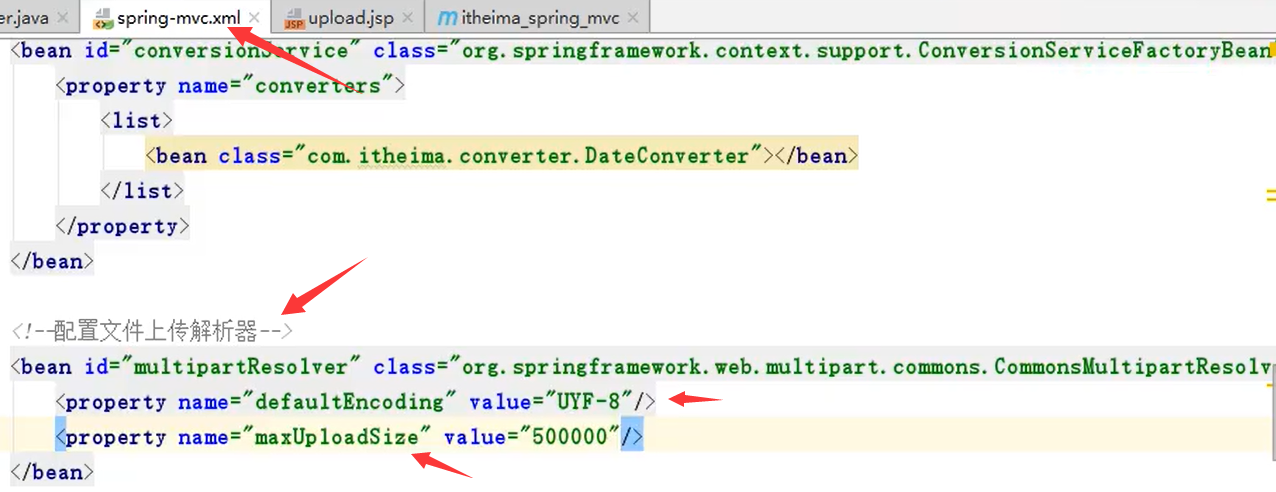 er.java spring-mvc.xml upload.jsp itheima_spring_mvc
<bean id="conversionService" class="org.springframework.context.support.ConversionServiceFactoryBean
<property name="converters">
<list>
<bean class="com.itheima.converter.DateConverter"></bean>
</list>
</property>
</bean>
<!--配置文件上传解析器-->
<bean id="multipartResolver" class="org.springframework.web.multipart.commons.CommonsMultipartResolv
<property name="defaultEncoding" value="UYF-8"/>
<property name="maxUploadSize" value="500000"/>
</bean>